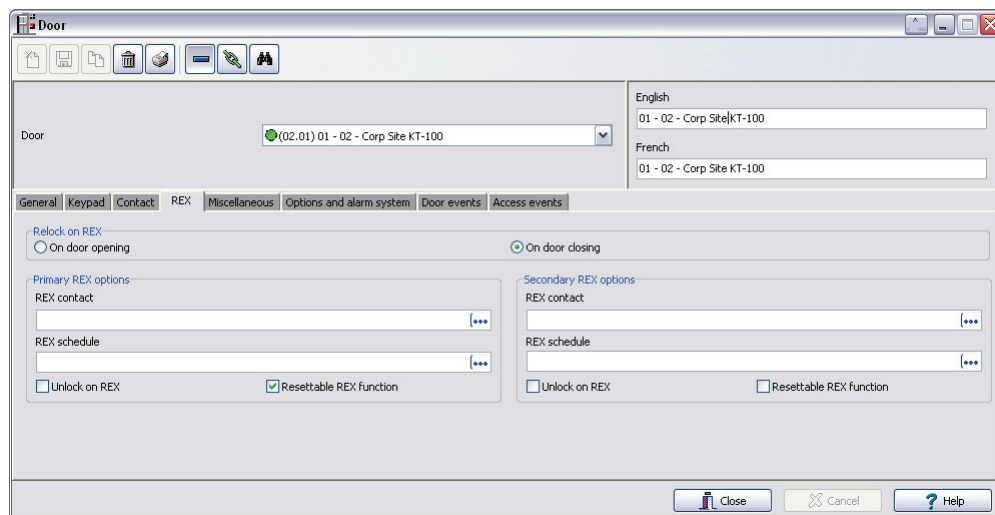 Door
English
01 - 02 - Corp Site KT-100
Door
(02.01) 01 - 02 - Corp Site KT-100
French
01 - 02 - Corp Site KT-100
General Keypad Contact REX Miscellaneous Options and alarm system Door events Access events
Relock on REX
On door opening On door closing
Primary REX options Secondary REX options
REX contact REX contact
REX schedule REX schedule
Unlock on REX Resettable REX function Unlock on REX Resettable REX function
Close Cancel ? Help